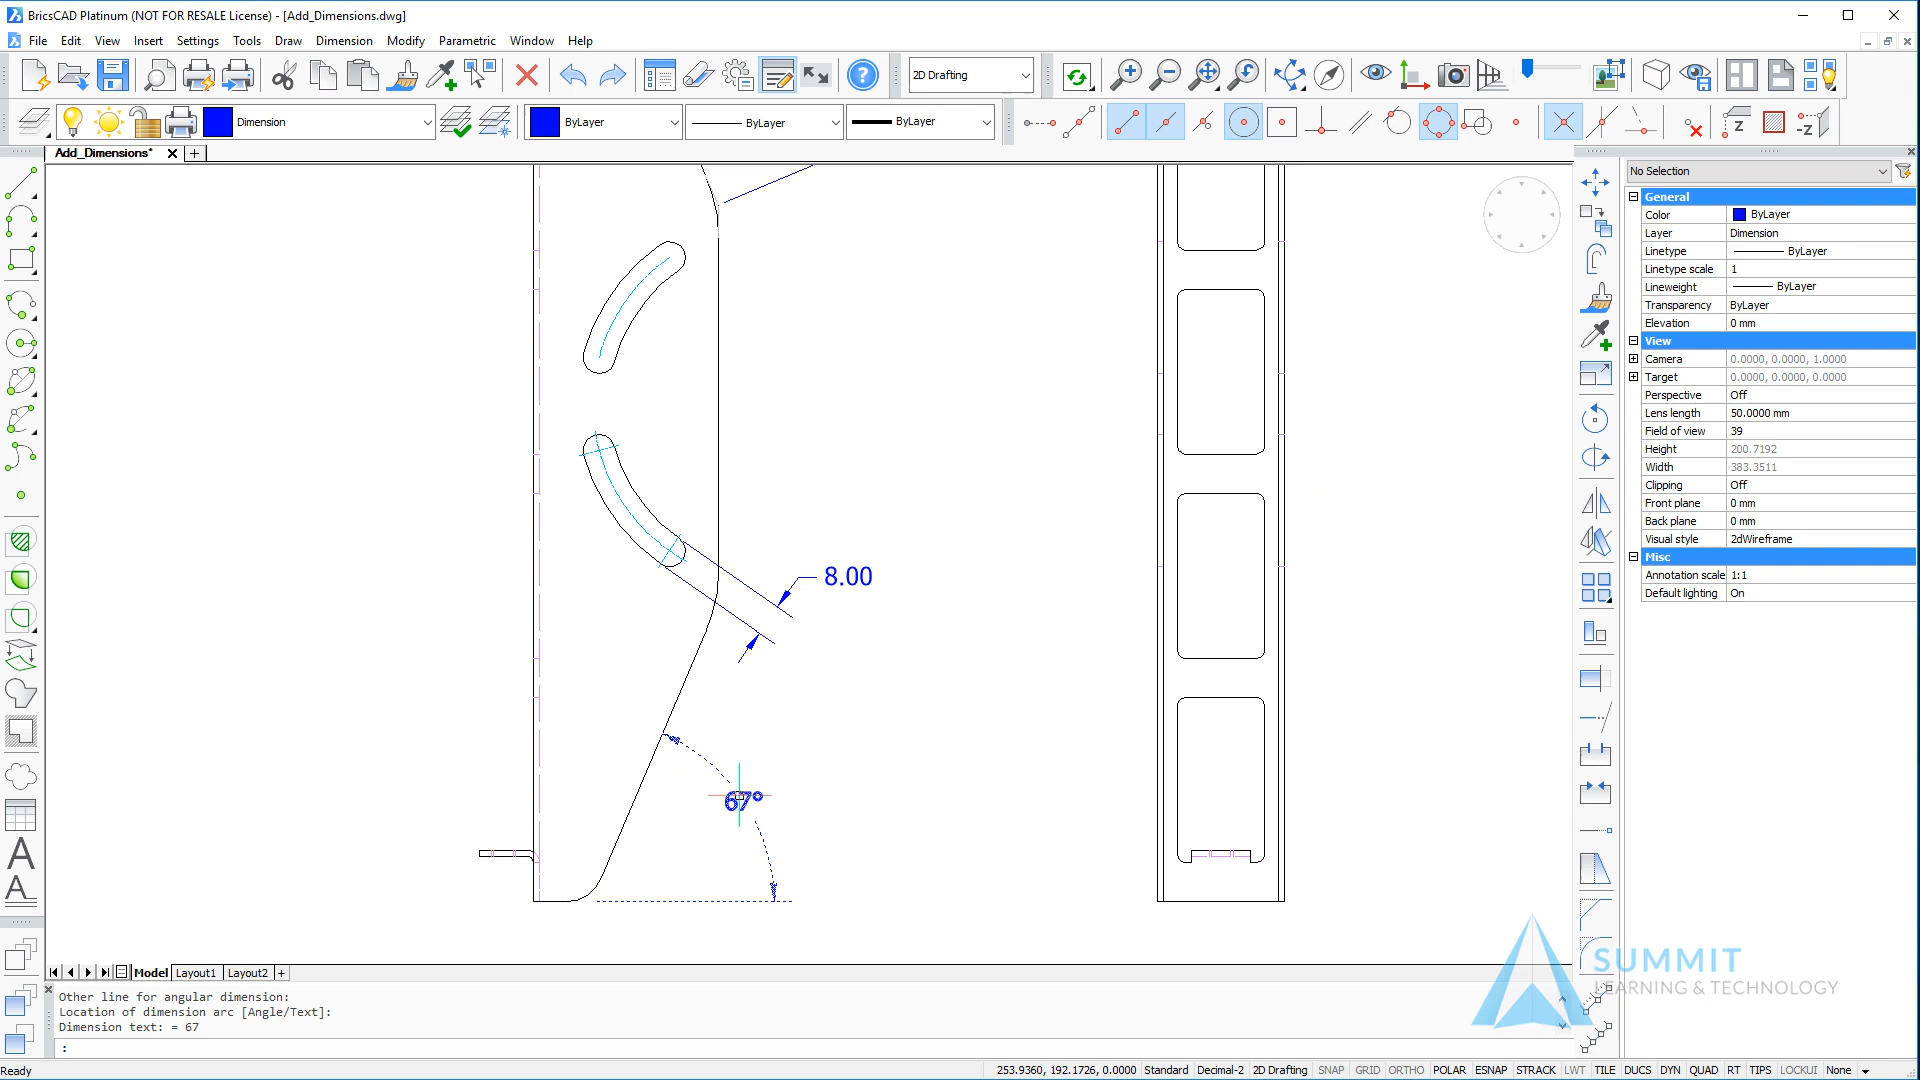 BricsCAD Platinum (NOT FOR RESALE License) - [Add_Dimensions.dwg]
File Edit View Insert Settings Tools Draw Dimension Modify Parametric Window Help
2D Drafting
Dimension ByLayer ByLayer ByLayer
Add_Dimensions*
No Selection
General
Color ByLayer
Layer Dimension
Linetype ByLayer
Linetype scale 1
Lineweight ByLayer
Transparency ByLayer
Elevation 0 mm
View
Camera 0.0000, 0.0000, 1.0000
Target 0.0000, 0.0000, 0.0000
Perspective Off
Lens length 50.0000 mm
Field of view 39
Height 200.7192
Width 383.3511
Clipping Off
Front plane 0 mm
Back plane 0 mm
Visual style 2dWireframe
Misc
Annotation scale 1:1
Default lighting On
8.00
67°
Model Layout1 Layout2 +
Other line for angular dimension:
Location of dimension arc [Angle/Text]:
Dimension text: = 67
:
SUMMIT
LEARNING & TECHNOLOGY
Ready
253.9360, 192.1726, 0.0000 Standard Decimal-2 2D Drafting SNAP GRID ORTHO POLAR ESNAP STRACK LWT TILE DUCS DYN QUAD RT TIPS LOCKUI None